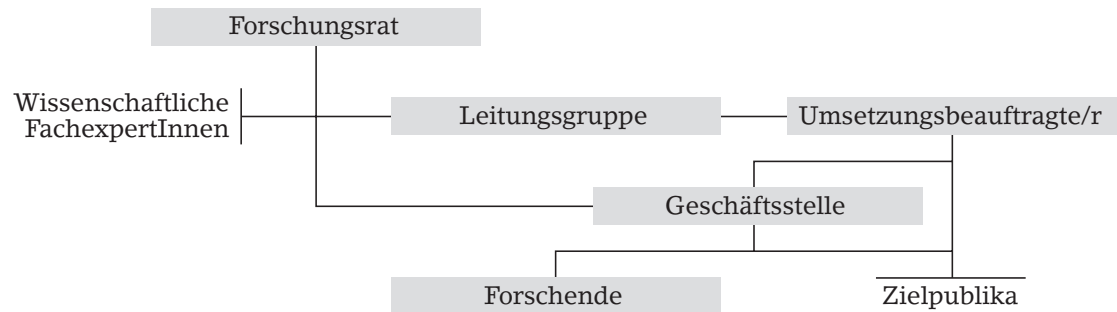 Forschungsrat
Wissenschaftliche
FachexpertInnen
Leitungsgruppe
Umsetzungsbeauftragte/r
Geschäftsstelle
Forschende
Zielpublika